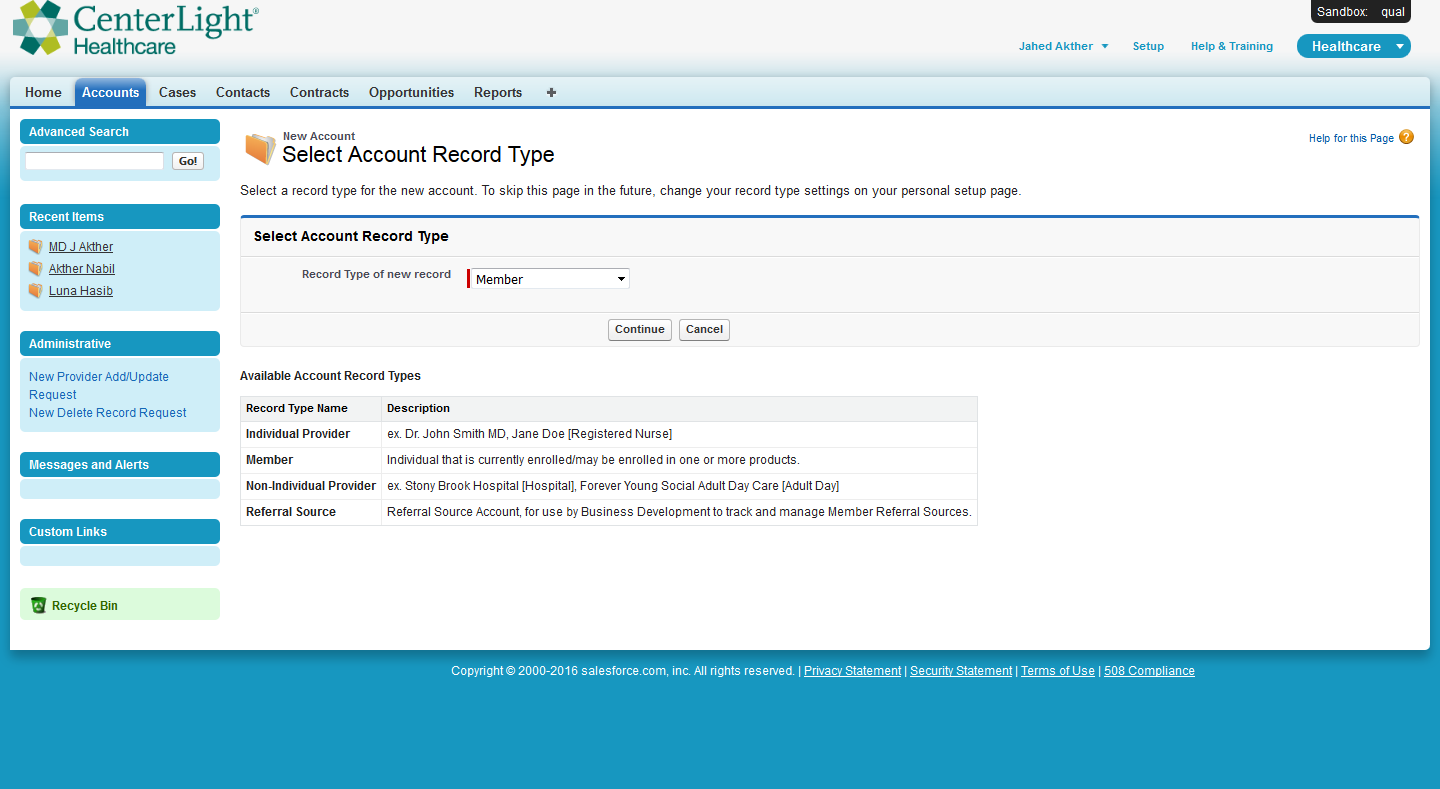 CenterLight®
Healthcare
Sandbox: qual
Jahed Akther Setup Help & Training Healthcare
Home Accounts Cases Contacts Contracts Opportunities Reports +
Advanced Search
Go!
Recent Items
MD J Akther
Akther Nabil
Luna Hasib
Administrative
New Provider Add/Update
Request
New Delete Record Request
Messages and Alerts
Custom Links
Recycle Bin
New Account
Select Account Record Type
Help for this Page ?
Select a record type for the new account. To skip this page in the future, change your record type settings on your personal setup page.
Select Account Record Type
Record Type of new record Member
Continue Cancel
Available Account Record Types
Record Type Name Description
Individual Provider ex. Dr. John Smith MD, Jane Doe [Registered Nurse]
Member Individual that is currently enrolled/may be enrolled in one or more products.
Non-Individual Provider ex. Stony Brook Hospital [Hospital], Forever Young Social Adult Day Care [Adult Day]
Referral Source Referral Source Account, for use by Business Development to track and manage Member Referral Sources.
Copyright © 2000-2016 salesforce.com, inc. All rights reserved. | Privacy Statement | Security Statement | Terms of Use | 508 Compliance